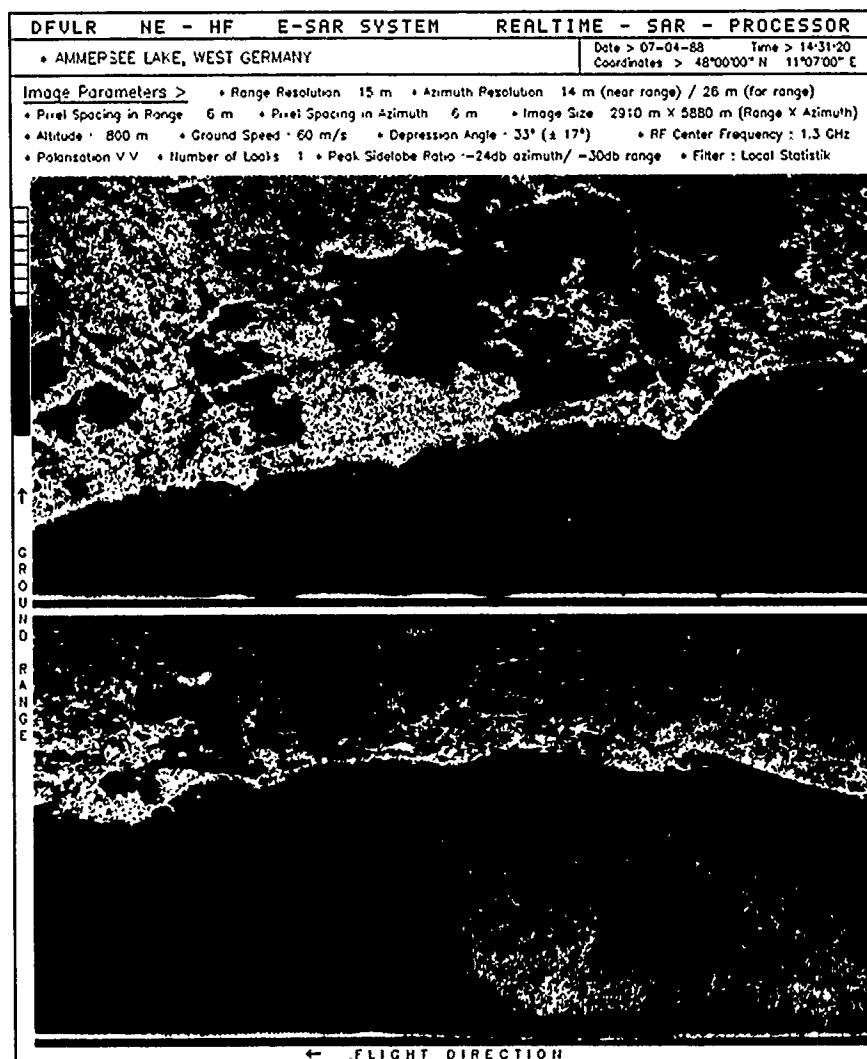 DFVLR NE - HF E-SAR SYSTEM REALTIME - SAR - PROCESSOR
* AMMERSEE LAKE, WEST GERMANY
Date > 07-04-88 Time > 14:31:20
Coordinates > 48°00'00" N 11°07'00" E
Image Parameters > * Range Resolution 15 m * Azimuth Resolution 14 m (near range) / 26 m (far range)
* Pixel Spacing in Range 6 m * Pixel Spacing in Azimuth 6 m * Image Size 2910 m X 5880 m (Range X Azimuth)
* Altitude : 800 m * Ground Speed : 60 m/s * Depression Angle : 33° (± 17°) * RF Center Frequency : 1.3 GHz
* Polarisation V V * Number of Looks 1 * Peak Sidelobe Ratio :-24db azimuth/ -30db range * Filter : Local Statistik
↑ GROUND RANGE
← FLIGHT DIRECTION